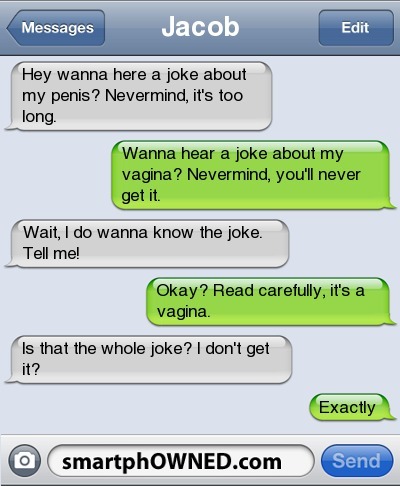 Messages
Jacob
Edit
Hey wanna here a joke about
my penis? Nevermind, it's too
long.
Wanna hear a joke about my
vagina? Nevermind, you'll never
get it.
Wait, I do wanna know the joke.
Tell me!
Okay? Read carefully, it's a
vagina.
Is that the whole joke? I don't get
it?
Exactly
smartphOWNED.com
Send